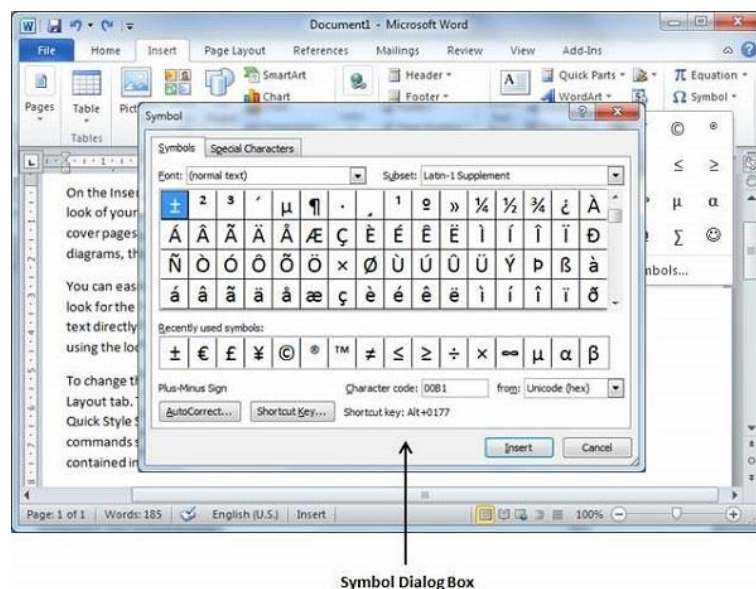 Document1 - Microsoft Word
File Home Insert Page Layout References Mailings Review View Add-Ins
Pages
Table
Tables
SmartArt
Chart
Header
Footer
A
Quick Parts
WordArt
π Equation
Ω Symbol
Symbol
Symbols Special Characters
Font: (normal text) Subset: Latin-1 Supplement
± ² ³ ´ µ ¶ · ¸ ¹ º » ¼ ½ ¾ ¿ À
Á Â Ã Ä Å Æ Ç È É Ê Ë Ì Í Î Ï Ð
Ñ Ò Ó Ô Õ Ö × Ø Ù Ú Û Ü Ý Þ ß à
á â ã ä å æ ç è é ê ë ì í î ï ð
Recently used symbols:
± € £ ¥ © ® ™ ≠ ≤ ≥ ÷ × ∞ µ α β
Plus-Minus Sign Character code: 00B1 from: Unicode (hex)
AutoCorrect... Shortcut Key... Shortcut key: Alt+0177
Insert Cancel
© ®
≤ ≥
µ α
∑ ☺
On the Inser
look of your
cover pages
diagrams, th
You can eas
look for the
text directly
using the loo
To change th
Layout tab.
Quick Style S
commands s
contained in
Page: 1 of 1 Words: 185 English (U.S.) Insert 100%
Symbol Dialog Box